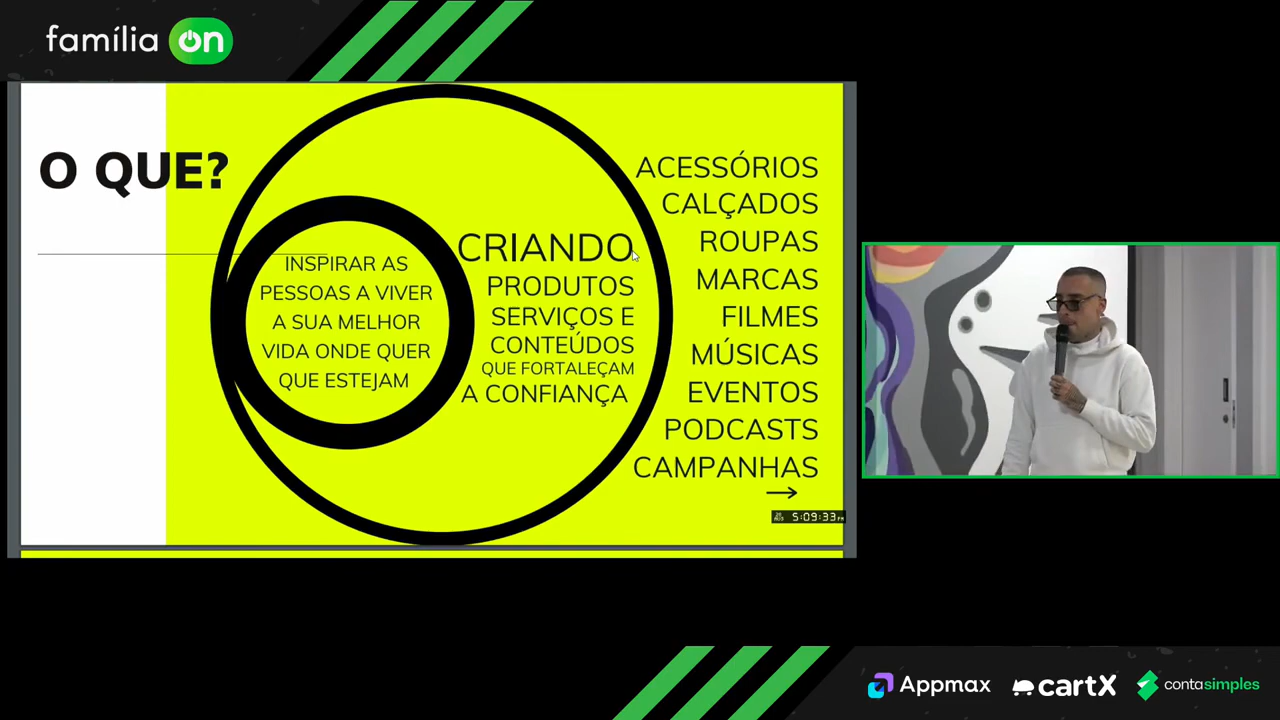 família on
O QUE?
INSPIRAR AS
PESSOAS A VIVER
A SUA MELHOR
VIDA ONDE QUER
QUE ESTEJAM
CRIANDO
PRODUTOS
SERVIÇOS E
CONTEÚDOS
QUE FORTALEÇAM
A CONFIANÇA
ACESSÓRIOS
CALÇADOS
ROUPAS
MARCAS
FILMES
MÚSICAS
EVENTOS
PODCASTS
CAMPANHAS
5:09:33 PM
Appmax
cartX
contasimples